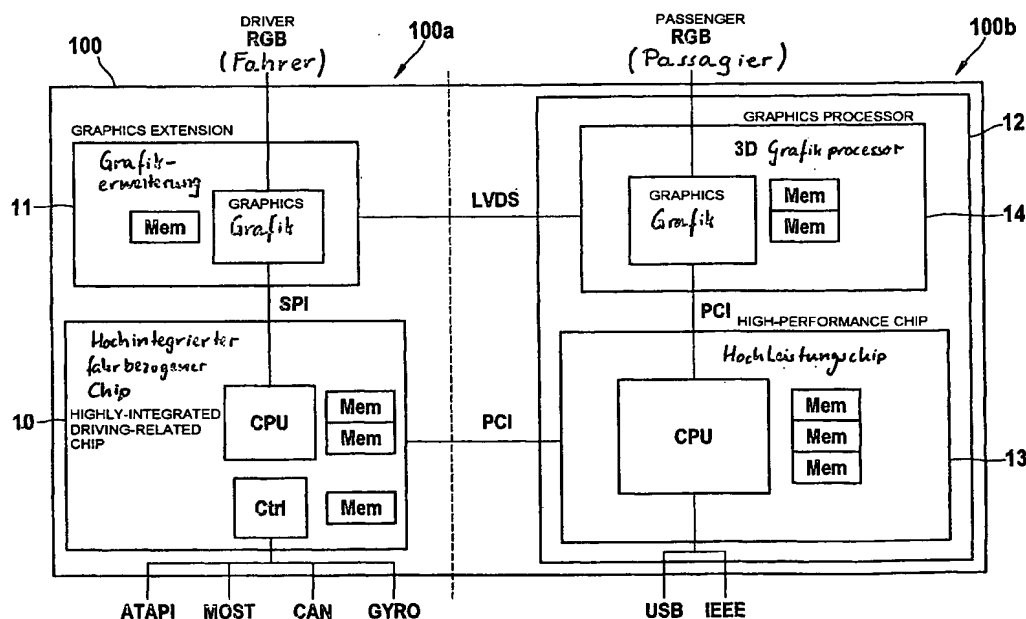 DRIVER
RGB
(Fahrer)
100
100a
PASSENGER
RGB
(Passagier)
100b
GRAPHICS EXTENSION
Grafik-
erweiterung
11
Mem
GRAPHICS
Grafik
LVDS
GRAPHICS PROCESSOR
12
3D Grafikprocessor
GRAPHICS
Grafik
Mem
Mem
14
SPI
PCI
Hochintegrierter
fahrbezogener
Chip
10
HIGHLY-INTEGRATED
DRIVING-RELATED
CHIP
CPU
Mem
Mem
Ctrl
Mem
PCI
HIGH-PERFORMANCE CHIP
Hochleistungschip
CPU
Mem
Mem
Mem
13
ATAPI
MOST
CAN
GYRO
USB
IEEE